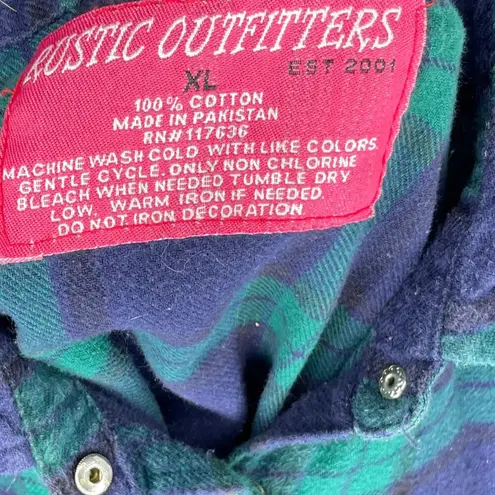 RUSTIC OUTFITTERS
XL EST 2001
100% COTTON
MADE IN PAKISTAN
RN#117636
MACHINE WASH COLD WITH LIKE COLORS
GENTLE CYCLE. ONLY NON CHLORINE
BLEACH WHEN NEEDED TUMBLE DRY
LOW. WARM IRON IF NEEDED.
DO NOT IRON DECORATION